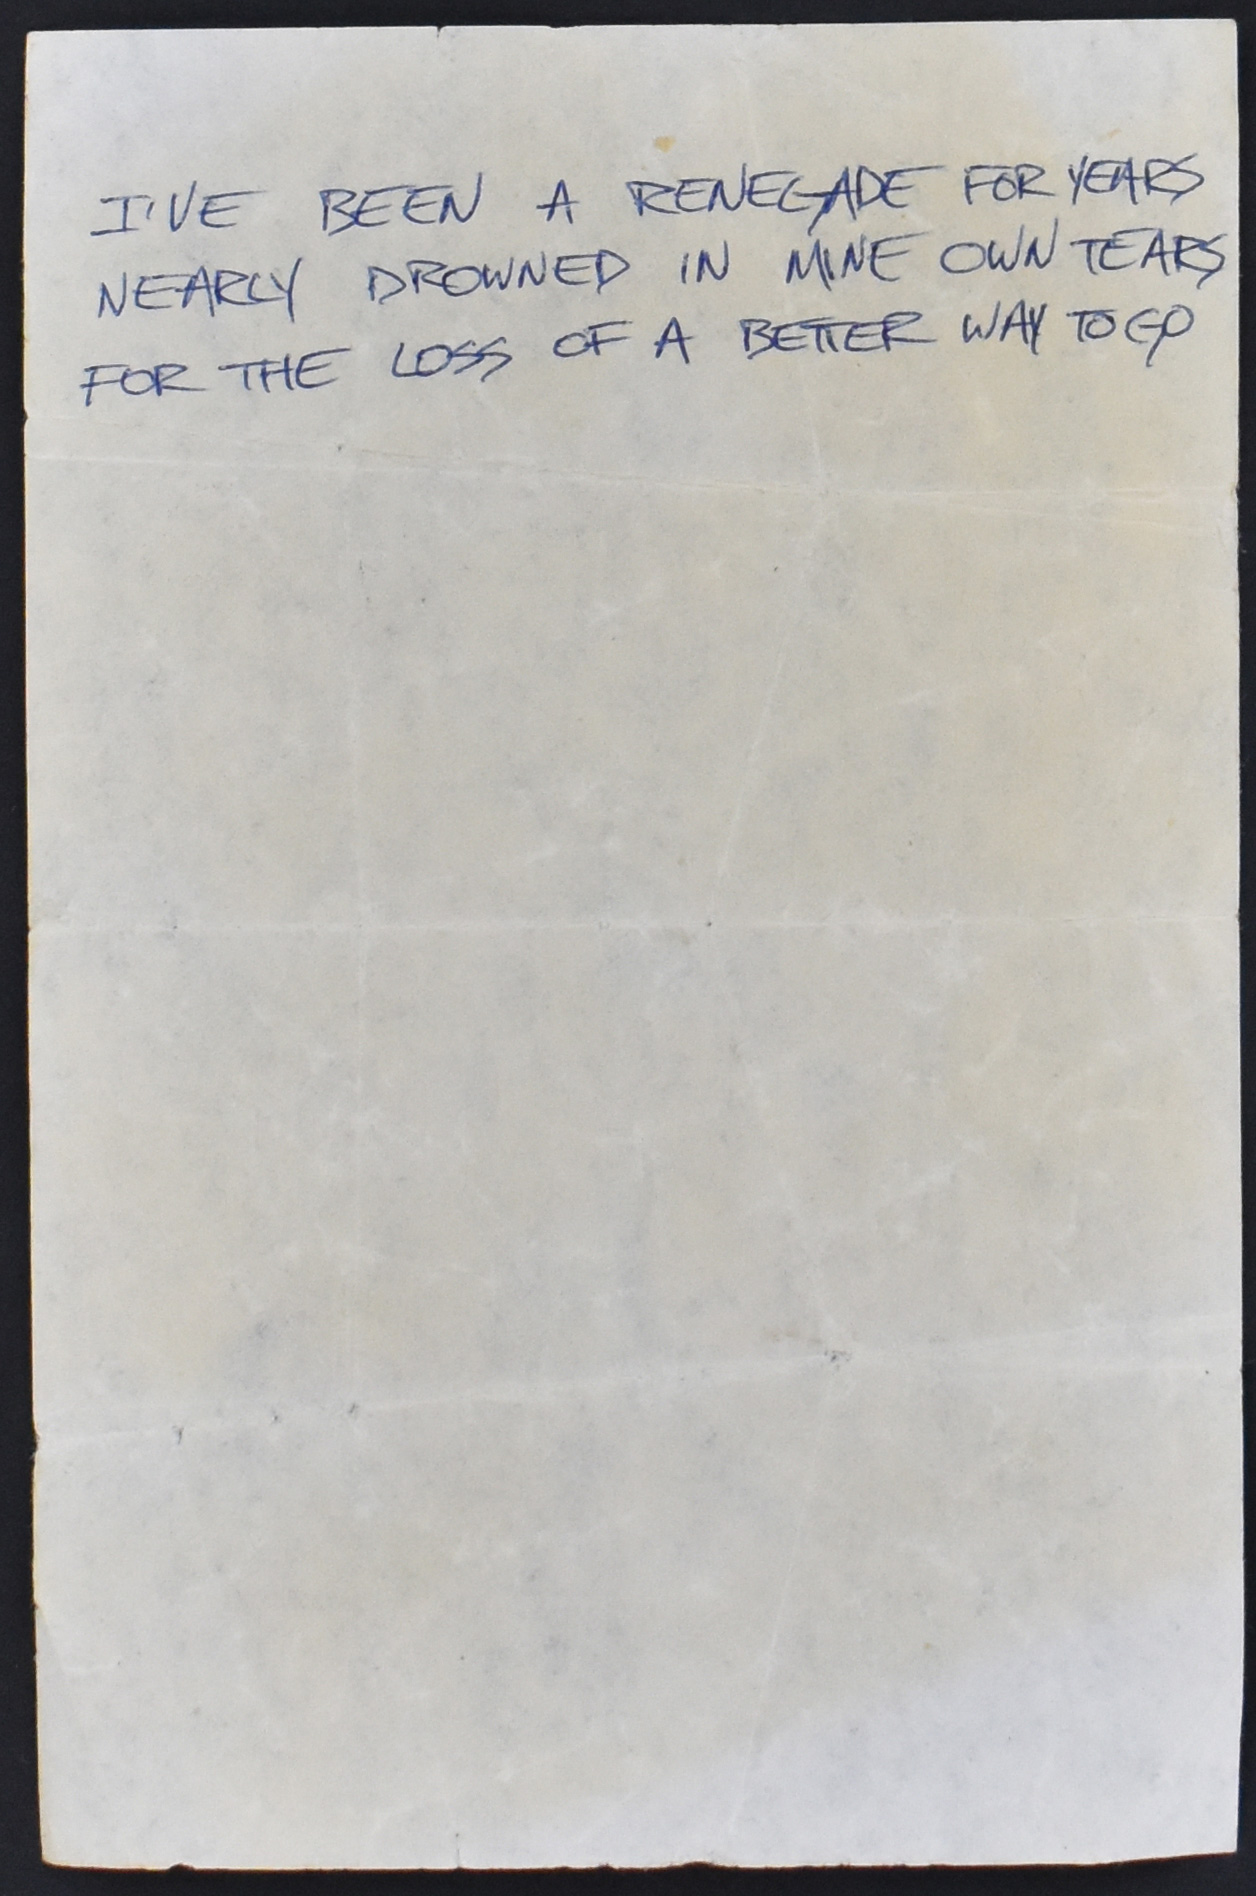 I'VE BEEN A RENEGADE FOR YEARS
NEARLY DROWNED IN MINE OWN TEARS
FOR THE LOSS OF A BETTER WAY TO GO